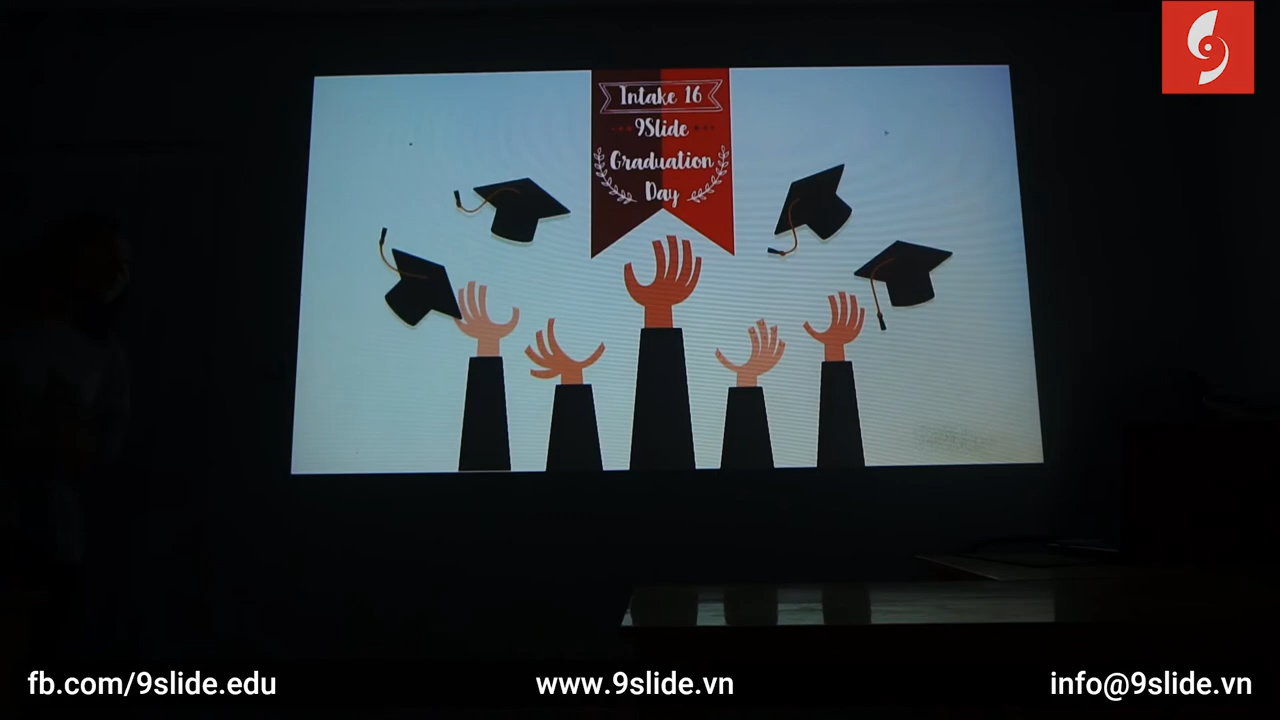 Intake 16
9Slide
Graduation
Day
fb.com/9slide.edu
www.9slide.vn
info@9slide.vn